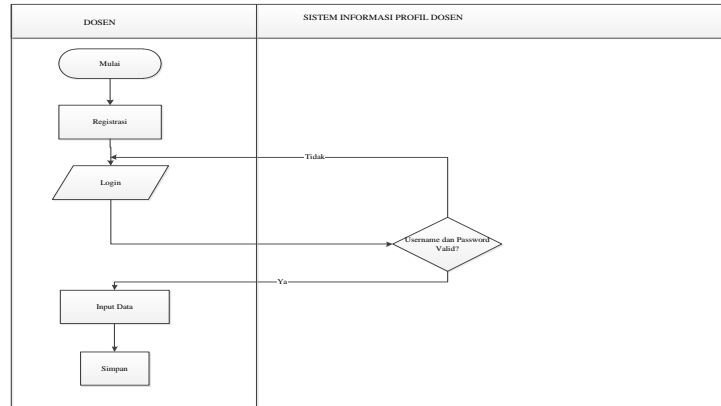 DOSEN
SISTEM INFORMASI PROFIL DOSEN
Mulai
Registrasi
Tidak
Login
Username dan Password
Valid?
Ya
Input Data
Simpan